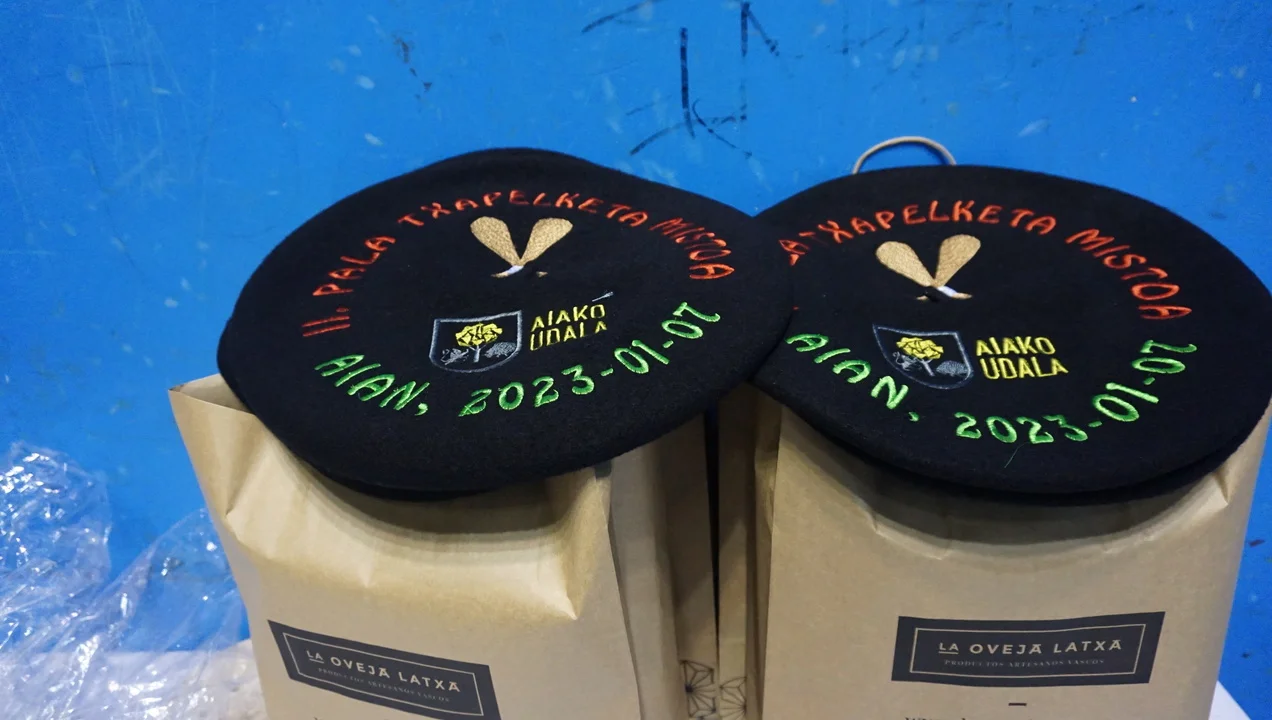 II. PALA TXAPELKETA MISTOA
AIAKO
UDALA
AIAN, 2023-01-07
LA TXAPELKETA MISTOA
AIAKO
UDALA
AIAN, 2023-01-07
LA OVEJA LATXA
PRODUCTOS ARTESANOS VASCOS
LA OVEJA LATXA
PRODUCTOS ARTESANOS VASCOS